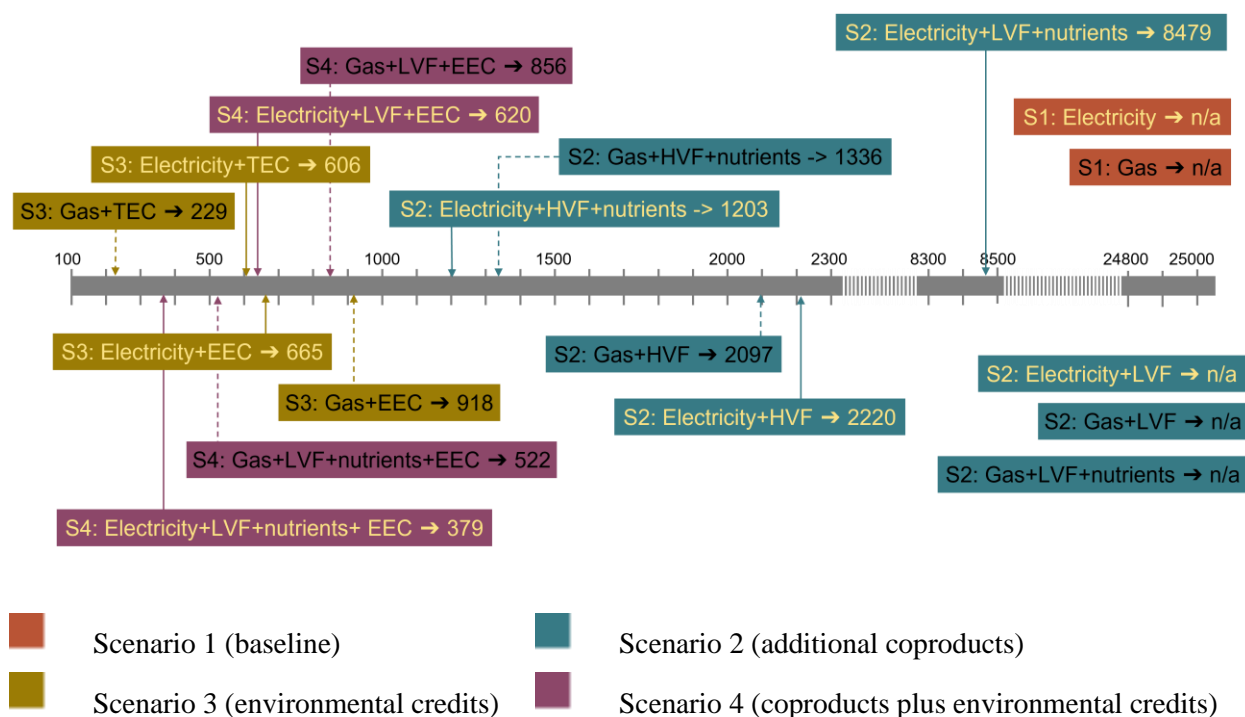 S2: Electricity+LVF+nutrients ➔ 8479
S4: Gas+LVF+EEC ➔ 856
S4: Electricity+LVF+EEC ➔ 620
S1: Electricity ➔ n/a
S3: Electricity+TEC ➔ 606
S2: Gas+HVF+nutrients -> 1336
S1: Gas ➔ n/a
S3: Gas+TEC ➔ 229
S2: Electricity+HVF+nutrients -> 1203
100 500 1000 1500 2000 2300 8300 8500 24800 25000
S3: Electricity+EEC ➔ 665
S2: Gas+HVF ➔ 2097
S2: Electricity+LVF ➔ n/a
S3: Gas+EEC ➔ 918
S2: Electricity+HVF ➔ 2220
S2: Gas+LVF ➔ n/a
S4: Gas+LVF+nutrients+EEC ➔ 522
S2: Gas+LVF+nutrients ➔ n/a
S4: Electricity+LVF+nutrients+ EEC ➔ 379
Scenario 1 (baseline)
Scenario 2 (additional coproducts)
Scenario 3 (environmental credits)
Scenario 4 (coproducts plus environmental credits)